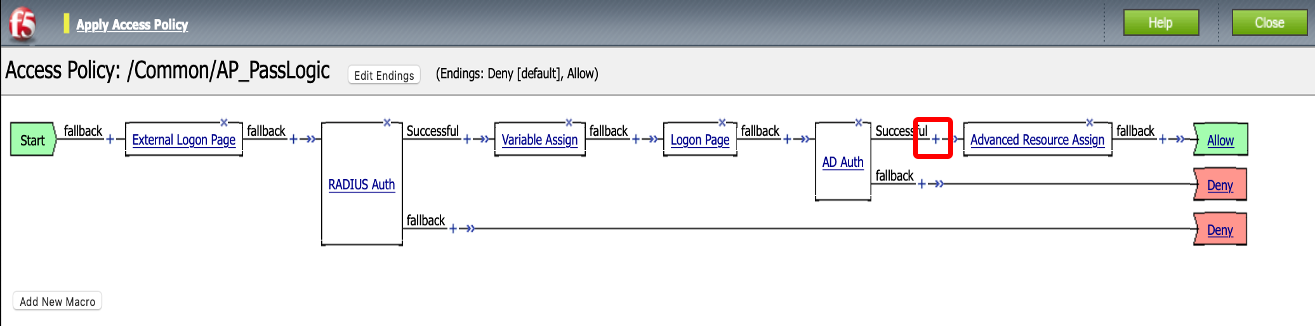 f5
Apply Access Policy
Help
Close
Access Policy: /Common/AP_PassLogic
Edit Endings
(Endings: Deny [default], Allow)
Start
fallback
+
External Logon Page
x
fallback
+
RADIUS Auth
x
Successful
+
Variable Assign
x
fallback
+
Logon Page
x
fallback
+
AD Auth
x
Successful
+
Advanced Resource Assign
x
fallback
+
Allow
fallback
+
Deny
fallback
+
Deny
Add New Macro